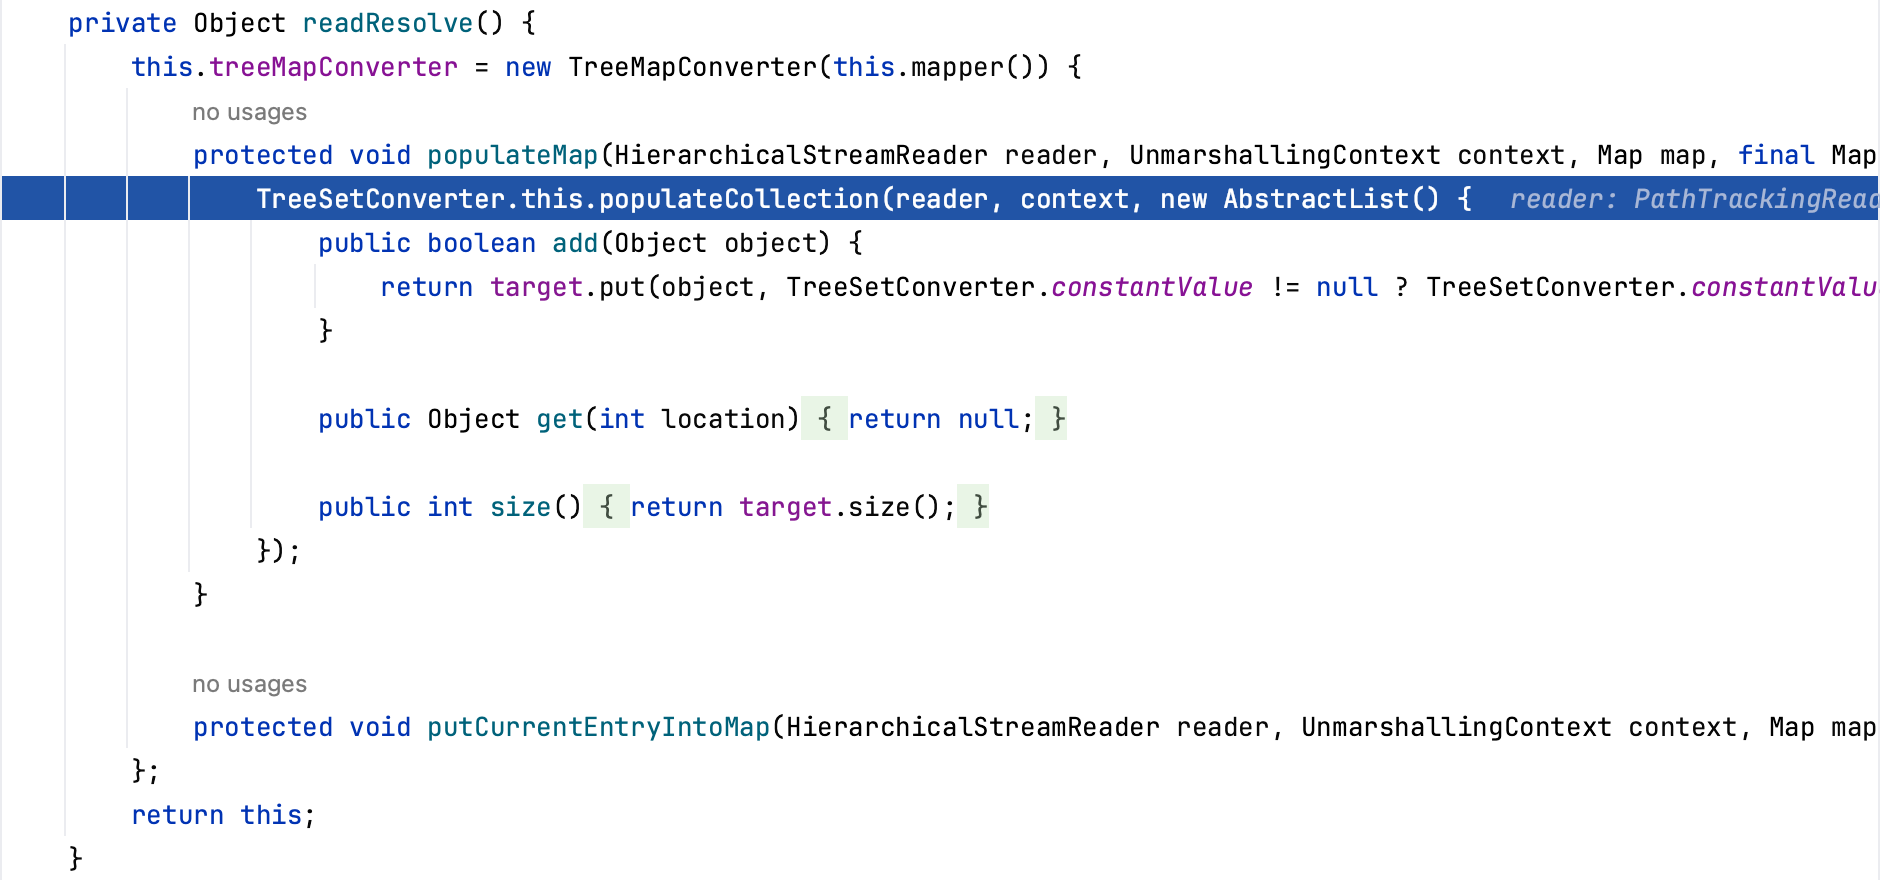 private Object readResolve() {
this.treeMapConverter = new TreeMapConverter(this.mapper()) {
no usages
protected void populateMap(HierarchicalStreamReader reader, UnmarshallingContext context, Map map, final Map
TreeSetConverter.this.populateCollection(reader, context, new AbstractList() { reader: PathTrackingRead
public boolean add(Object object) {
return target.put(object, TreeSetConverter.constantValue != null ? TreeSetConverter.constantValu
}
public Object get(int location) { return null; }
public int size() { return target.size(); }
});
}
no usages
protected void putCurrentEntryIntoMap(HierarchicalStreamReader reader, UnmarshallingContext context, Map map
};
return this;
}